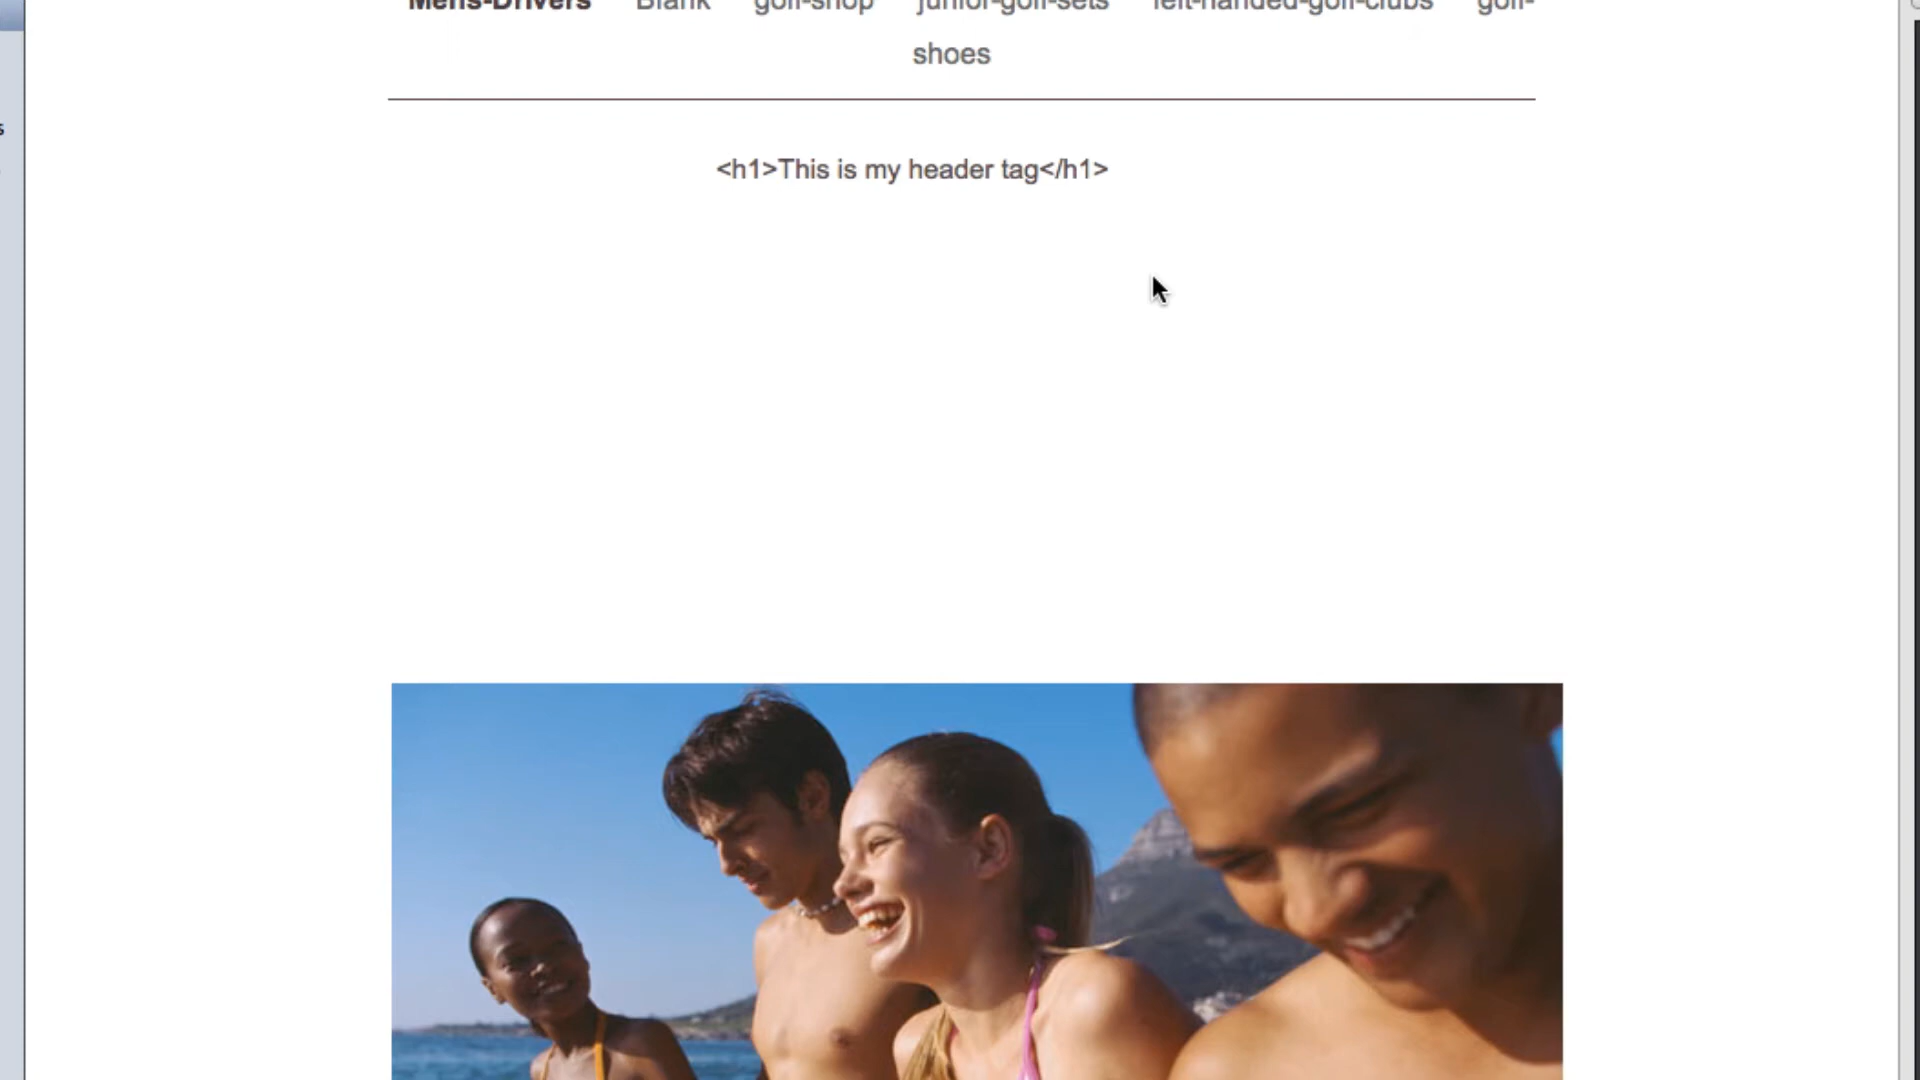 Mens-Drivers Blank golf-shop junior-golf-sets left-handed-golf-clubs golf-
shoes
<h1>This is my header tag</h1>